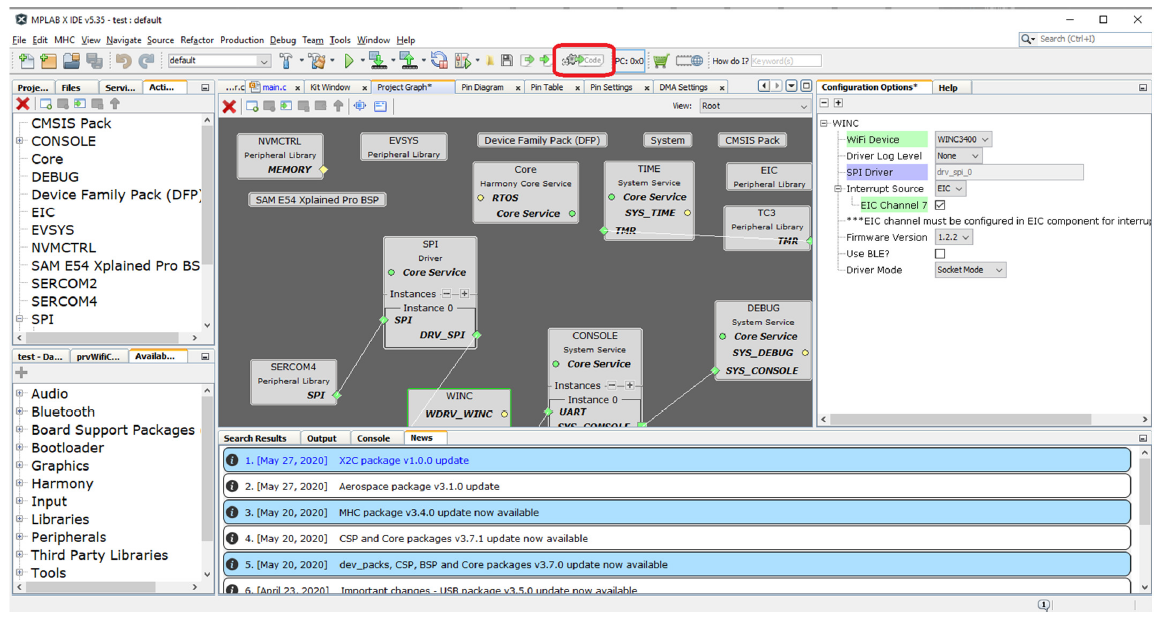 MPLAB X IDE v5.35 - test : default
File Edit MHC View Navigate Source Refactor Production Debug Team Tools Window Help
Search (Ctrl+I)
default
Code
PC: 0x0
How do I?
Keyword(s)
Proje...
Files
Servi...
Acti...
CMSIS Pack
CONSOLE
Core
DEBUG
Device Family Pack (DFP)
EIC
EVSYS
NVMCTRL
SAM E54 Xplained Pro BS
SERCOM2
SERCOM4
SPI
test - Da...
prvWifiC...
Availab...
Audio
Bluetooth
Board Support Packages
Bootloader
Graphics
Harmony
Input
Libraries
Peripherals
Third Party Libraries
Tools
...r.c
main.c
Kit Window
Project Graph*
Pin Diagram
Pin Table
Pin Settings
DMA Settings
View:
Root
NVMCTRL
Peripheral Library
MEMORY
EVSYS
Peripheral Library
Device Family Pack (DFP)
System
CMSIS Pack
SAM E54 Xplained Pro BSP
Core
Harmony Core Service
RTOS
Core Service
TIME
System Service
Core Service
SYS_TIME
TMR
EIC
Peripheral Library
TC3
Peripheral Library
TMR
SPI
Driver
Core Service
Instances
Instance 0
SPI
DRV_SPI
SERCOM4
Peripheral Library
SPI
WINC
WDRV_WINC
CONSOLE
System Service
Core Service
Instances
Instance 0
UART
SYS_CONSOLE
DEBUG
System Service
Core Service
SYS_DEBUG
SYS_CONSOLE
Configuration Options*
Help
WINC
WiFi Device
WINC3400
Driver Log Level
None
SPI Driver
drv_spi_0
Interrupt Source
EIC
EIC Channel 7
***EIC channel must be configured in EIC component for interrup
Firmware Version
1.2.2
Use BLE?
Driver Mode
Socket Mode
Search Results
Output
Console
News
1. [May 27, 2020] X2C package v1.0.0 update
2. [May 27, 2020] Aerospace package v3.1.0 update
3. [May 20, 2020] MHC package v3.4.0 update now available
4. [May 20, 2020] CSP and Core packages v3.7.1 update now available
5. [May 20, 2020] dev_packs, CSP, BSP and Core packages v3.7.0 update now available
6. [April 23, 2020] Important changes - USB package v3.5.0 update now available
1